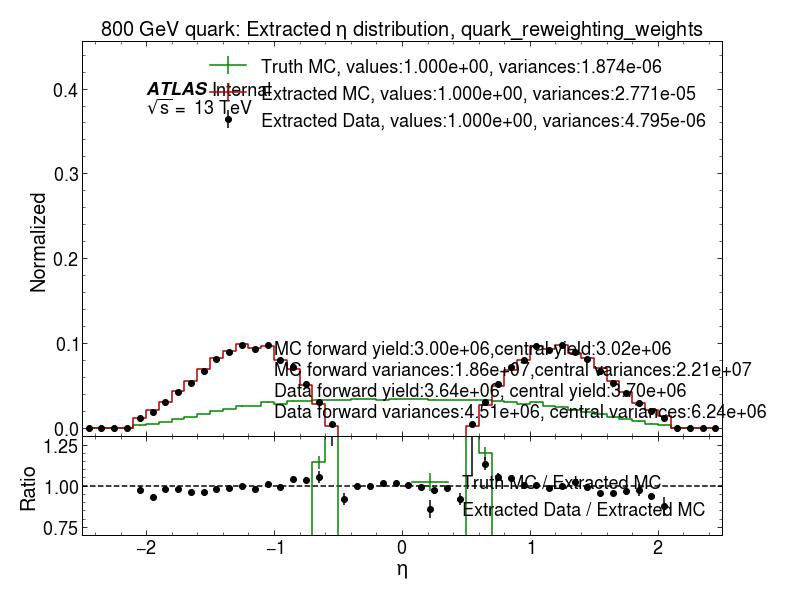 800 GeV quark: Extracted η distribution, quark_reweighting_weights
Truth MC, values:1.000e+00, variances:1.874e-06
ATLAS Internal
Extracted MC, values:1.000e+00, variances:2.771e-05
√s = 13 TeV
Extracted Data, values:1.000e+00, variances:4.795e-06
0.4
0.3
0.2
0.1
0.0
Normalized
MC forward yield:3.00e+06,central yield:3.02e+06
MC forward variances:1.86e+07,central variances:2.21e+07
Data forward yield:3.64e+06, central yield:3.70e+06
Data forward variances:4.51e+06, central variances:6.24e+06
1.25
1.00
0.75
Ratio
Truth MC / Extracted MC
Extracted Data / Extracted MC
−2 −1 0 1 2
η